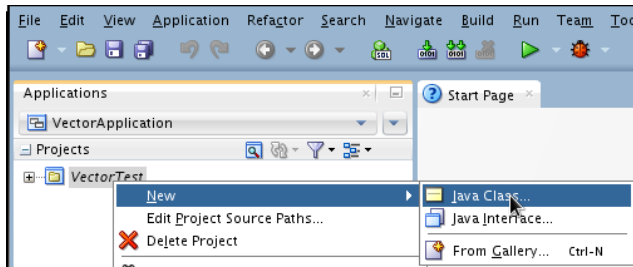 File Edit View Application Refactor Search Navigate Build Run Team
Applications
Start Page
VectorApplication
Projects
VectorTest
New
Java Class...
Edit Project Source Paths...
Java Interface...
Delete Project
From Gallery... Ctrl-N